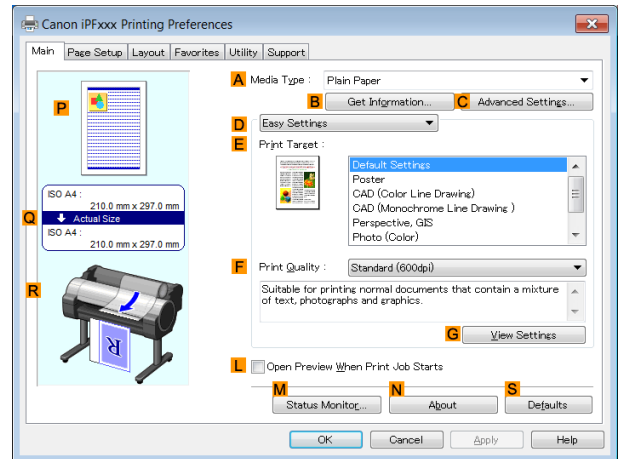 Canon iPFxxx Printing Preferences
Main Page Setup Layout Favorites Utility Support
A Media Type : Plain Paper
B Get Information... C Advanced Settings...
D Easy Settings
E Print Target :
Default Settings
Poster
CAD (Color Line Drawing)
CAD (Monochrome Line Drawing )
Perspective, GIS
Photo (Color)
F Print Quality : Standard (600dpi)
Suitable for printing normal documents that contain a mixture
of text, photographs and graphics.
G View Settings
P
Q
ISO A4 :
210.0 mm x 297.0 mm
Actual Size
ISO A4 :
210.0 mm x 297.0 mm
R
R
L Open Preview When Print Job Starts
M Status Monitor... N About S Defaults
OK Cancel Apply Help